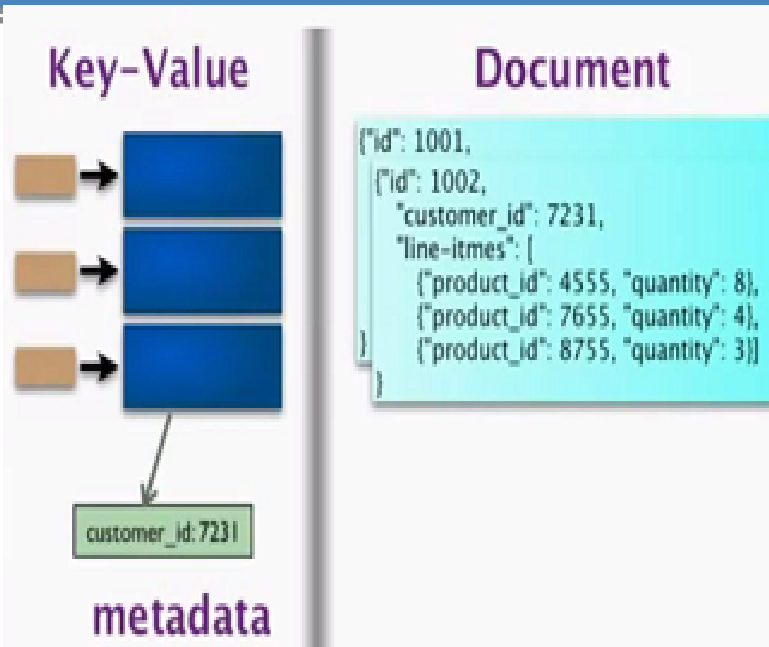 Key-Value
customer_id:7231
metadata
Document
{"id": 1001,
{"id": 1002,
"customer_id": 7231,
"line-itmes": [
{"product_id": 4555, "quantity": 8},
{"product_id": 7655, "quantity": 4},
{"product_id": 8755, "quantity": 3}]
}
}